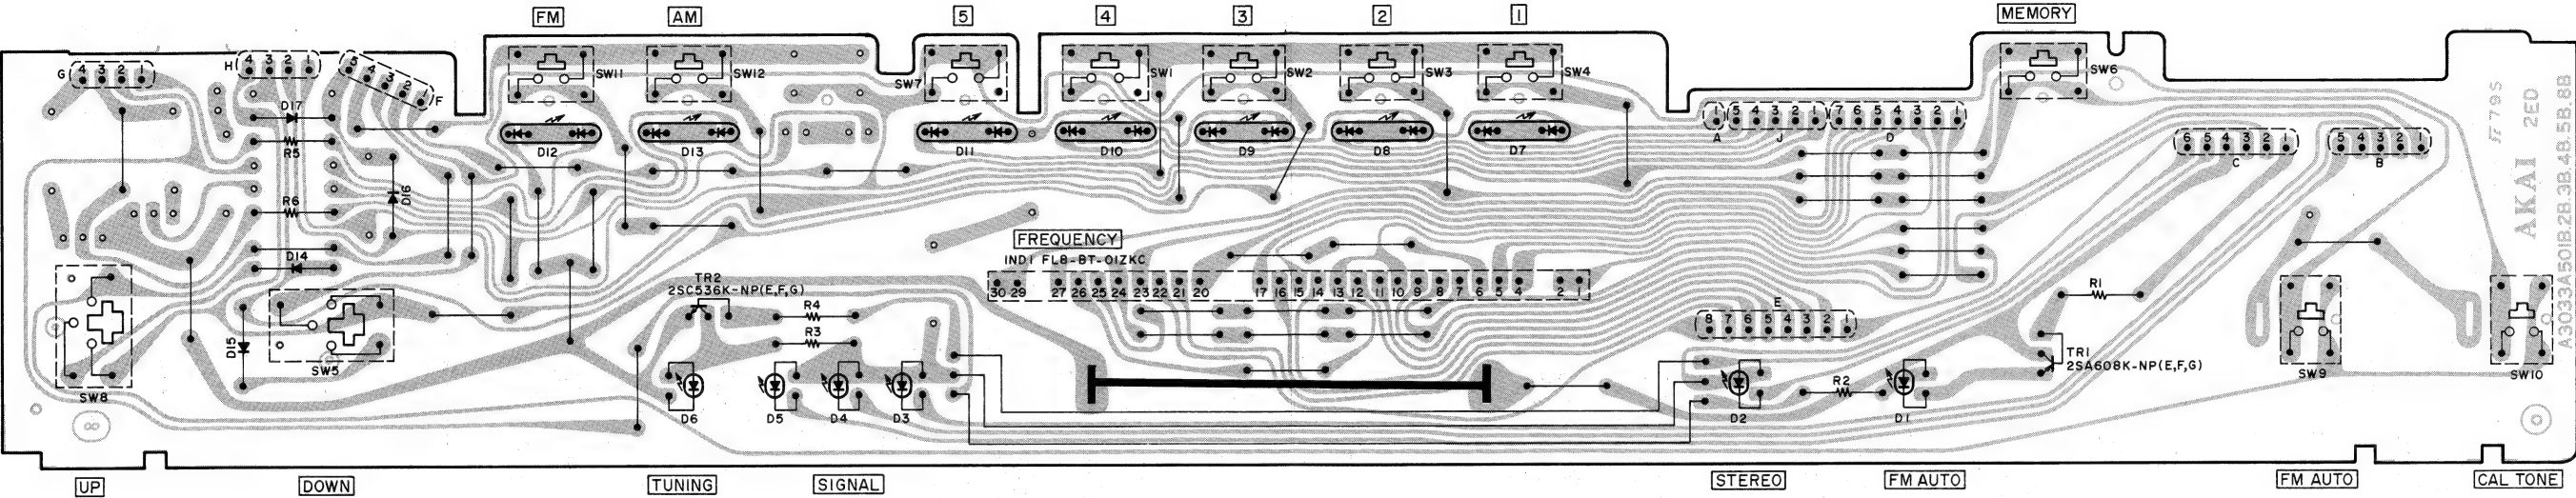 FM AM 5 4 3 2 1 MEMORY
G 4 3 2 1 H 4 3 2 1 5 4 3 2 1 F
SW11 SW12 SW7 SW1 SW2 SW3 SW4 SW6
D17 R5 D12 D13 D11 D10 D9 D8 D7
1 A 5 4 3 2 1 J 7 6 5 4 3 2 1 D
6 5 4 3 2 1 C 5 4 3 2 1 B
D16
R6
D14
FREQUENCY
INDI FL8-BT-01ZKC
30 29 27 26 25 24 23 22 21 20 17 16 15 14 13 12 11 10 9 8 7 6 5 4 2 1
TR2
2SC536K-NP(E,F,G)
R4
R3
E
8 7 6 5 4 3 2 1
R1
TR1
2SA608K-NP(E,F,G)
D15
SW8 SW5 D6 D5 D4 D3 D2 R2 D1 SW9 SW10
AKAI 2ED
UP DOWN TUNING SIGNAL STEREO FM AUTO FM AUTO CAL TONE